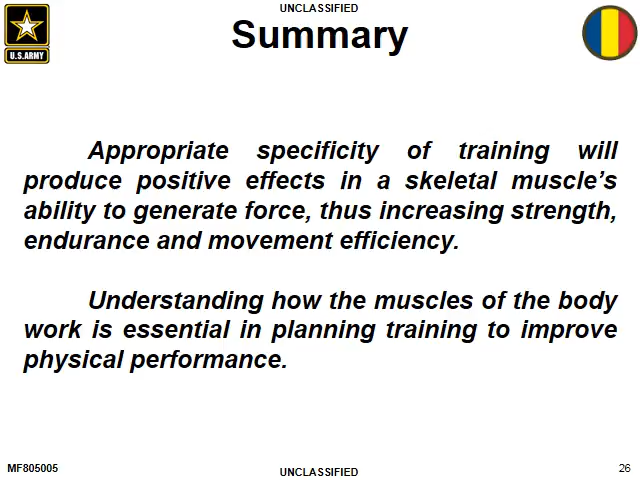 UNCLASSIFIED
Summary
U.S.ARMY
Appropriate specificity of training will
produce positive effects in a skeletal muscle’s
ability to generate force, thus increasing strength,
endurance and movement efficiency.
Understanding how the muscles of the body
work is essential in planning training to improve
physical performance.
MF805005
UNCLASSIFIED
26